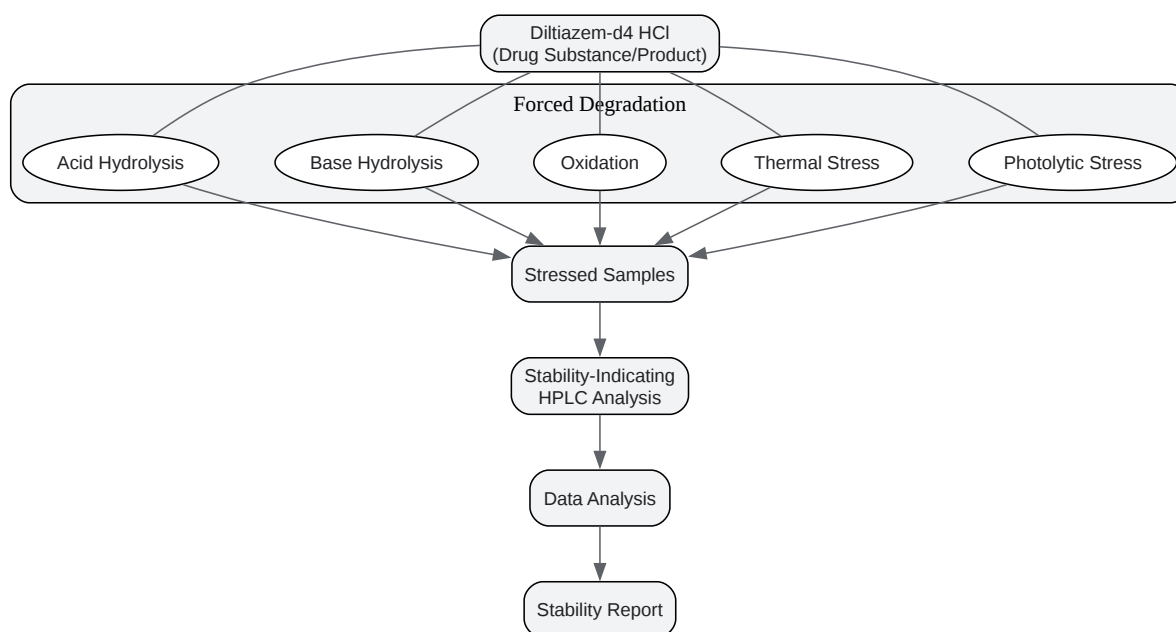 Diltiazem-d4 HCl
(Drug Substance/Product)
Forced Degradation
Acid Hydrolysis
Base Hydrolysis
Oxidation
Thermal Stress
Photolytic Stress
Stressed Samples
Stability-Indicating
HPLC Analysis
Data Analysis
Stability Report